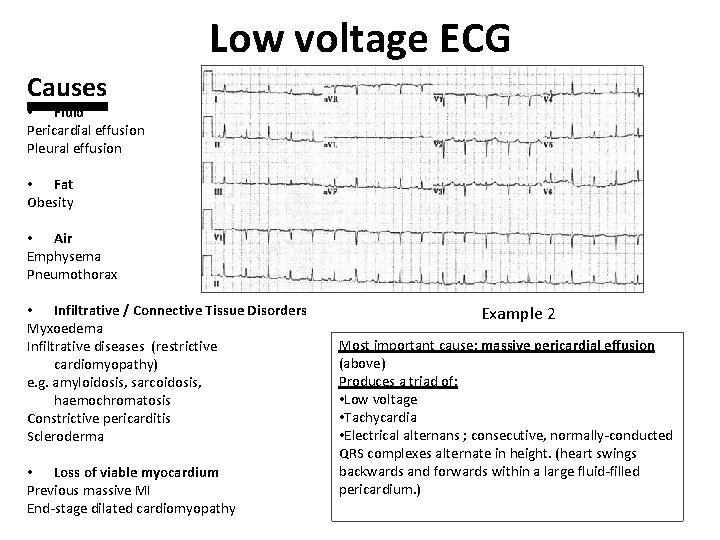 Low voltage ECG
Causes
• Fluid
Pericardial effusion
Pleural effusion
• Fat
Obesity
• Air
Emphysema
Pneumothorax
• Infiltrative / Connective Tissue Disorders
Myxoedema
Infiltrative diseases (restrictive
cardiomyopathy)
e.g. amyloidosis, sarcoidosis,
haemochromatosis
Constrictive pericarditis
Scleroderma
• Loss of viable myocardium
Previous massive MI
End-stage dilated cardiomyopathy
I aVR V1 V4
II aVL V2 V5
III aVF V3 V6
V1
II
Example 2
Most important cause: massive pericardial effusion
(above)
Produces a triad of:
• Low voltage
• Tachycardia
• Electrical alternans ; consecutive, normally-conducted
QRS complexes alternate in height. (heart swings
backwards and forwards within a large fluid-filled
pericardium.)